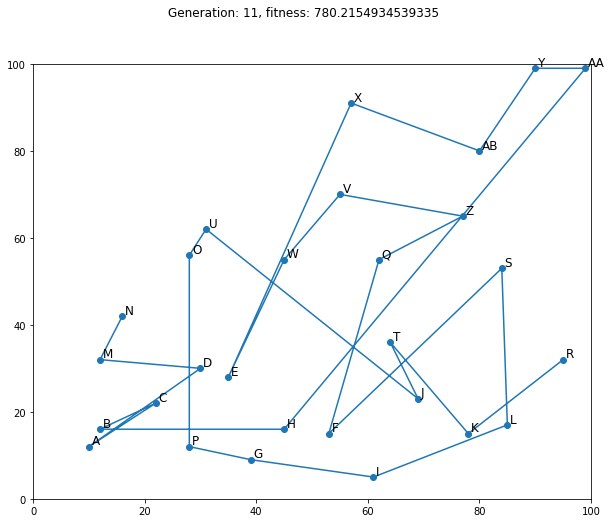 Generation: 11, fitness: 780.2154934539335
100
Y
AA
X
80
AB
V
Z
60
U
O
W
Q
S
40
N
T
M
R
D
E
20
C
J
B
H
F
K
L
A
P
G
I
0
0
20
40
60
80
100